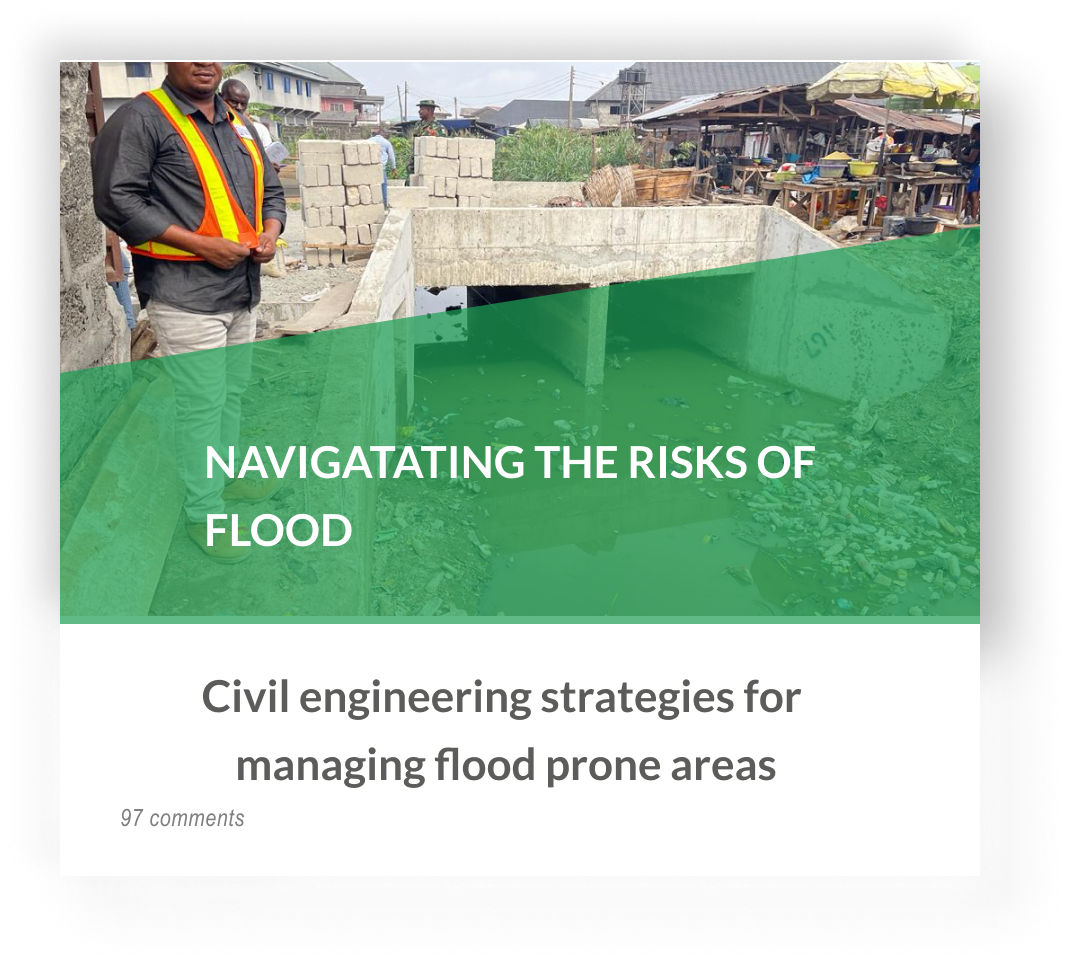 NAVIGATATING THE RISKS OF
FLOOD
Civil engineering strategies for
managing flood prone areas
97 comments